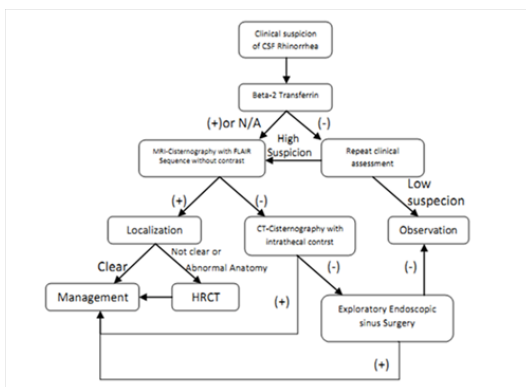 Clinical suspicion
of CSF Rhinorrhea
Beta-2 Transferrin
(+)or N/A
(-)
High
Suspicion
MRI-Cisternography with FLAIR
Sequence without contrast
Repeat clinical
assessment
(+)
(-)
Low
suspecion
Localization
CT-Cisternography with
intrathecal contrst
Observation
Not clear or
Abnormal Anatomy
Clear
(-)
(-)
Management
HRCT
(+)
Exploratory Endoscopic
sinus Surgery
(+)